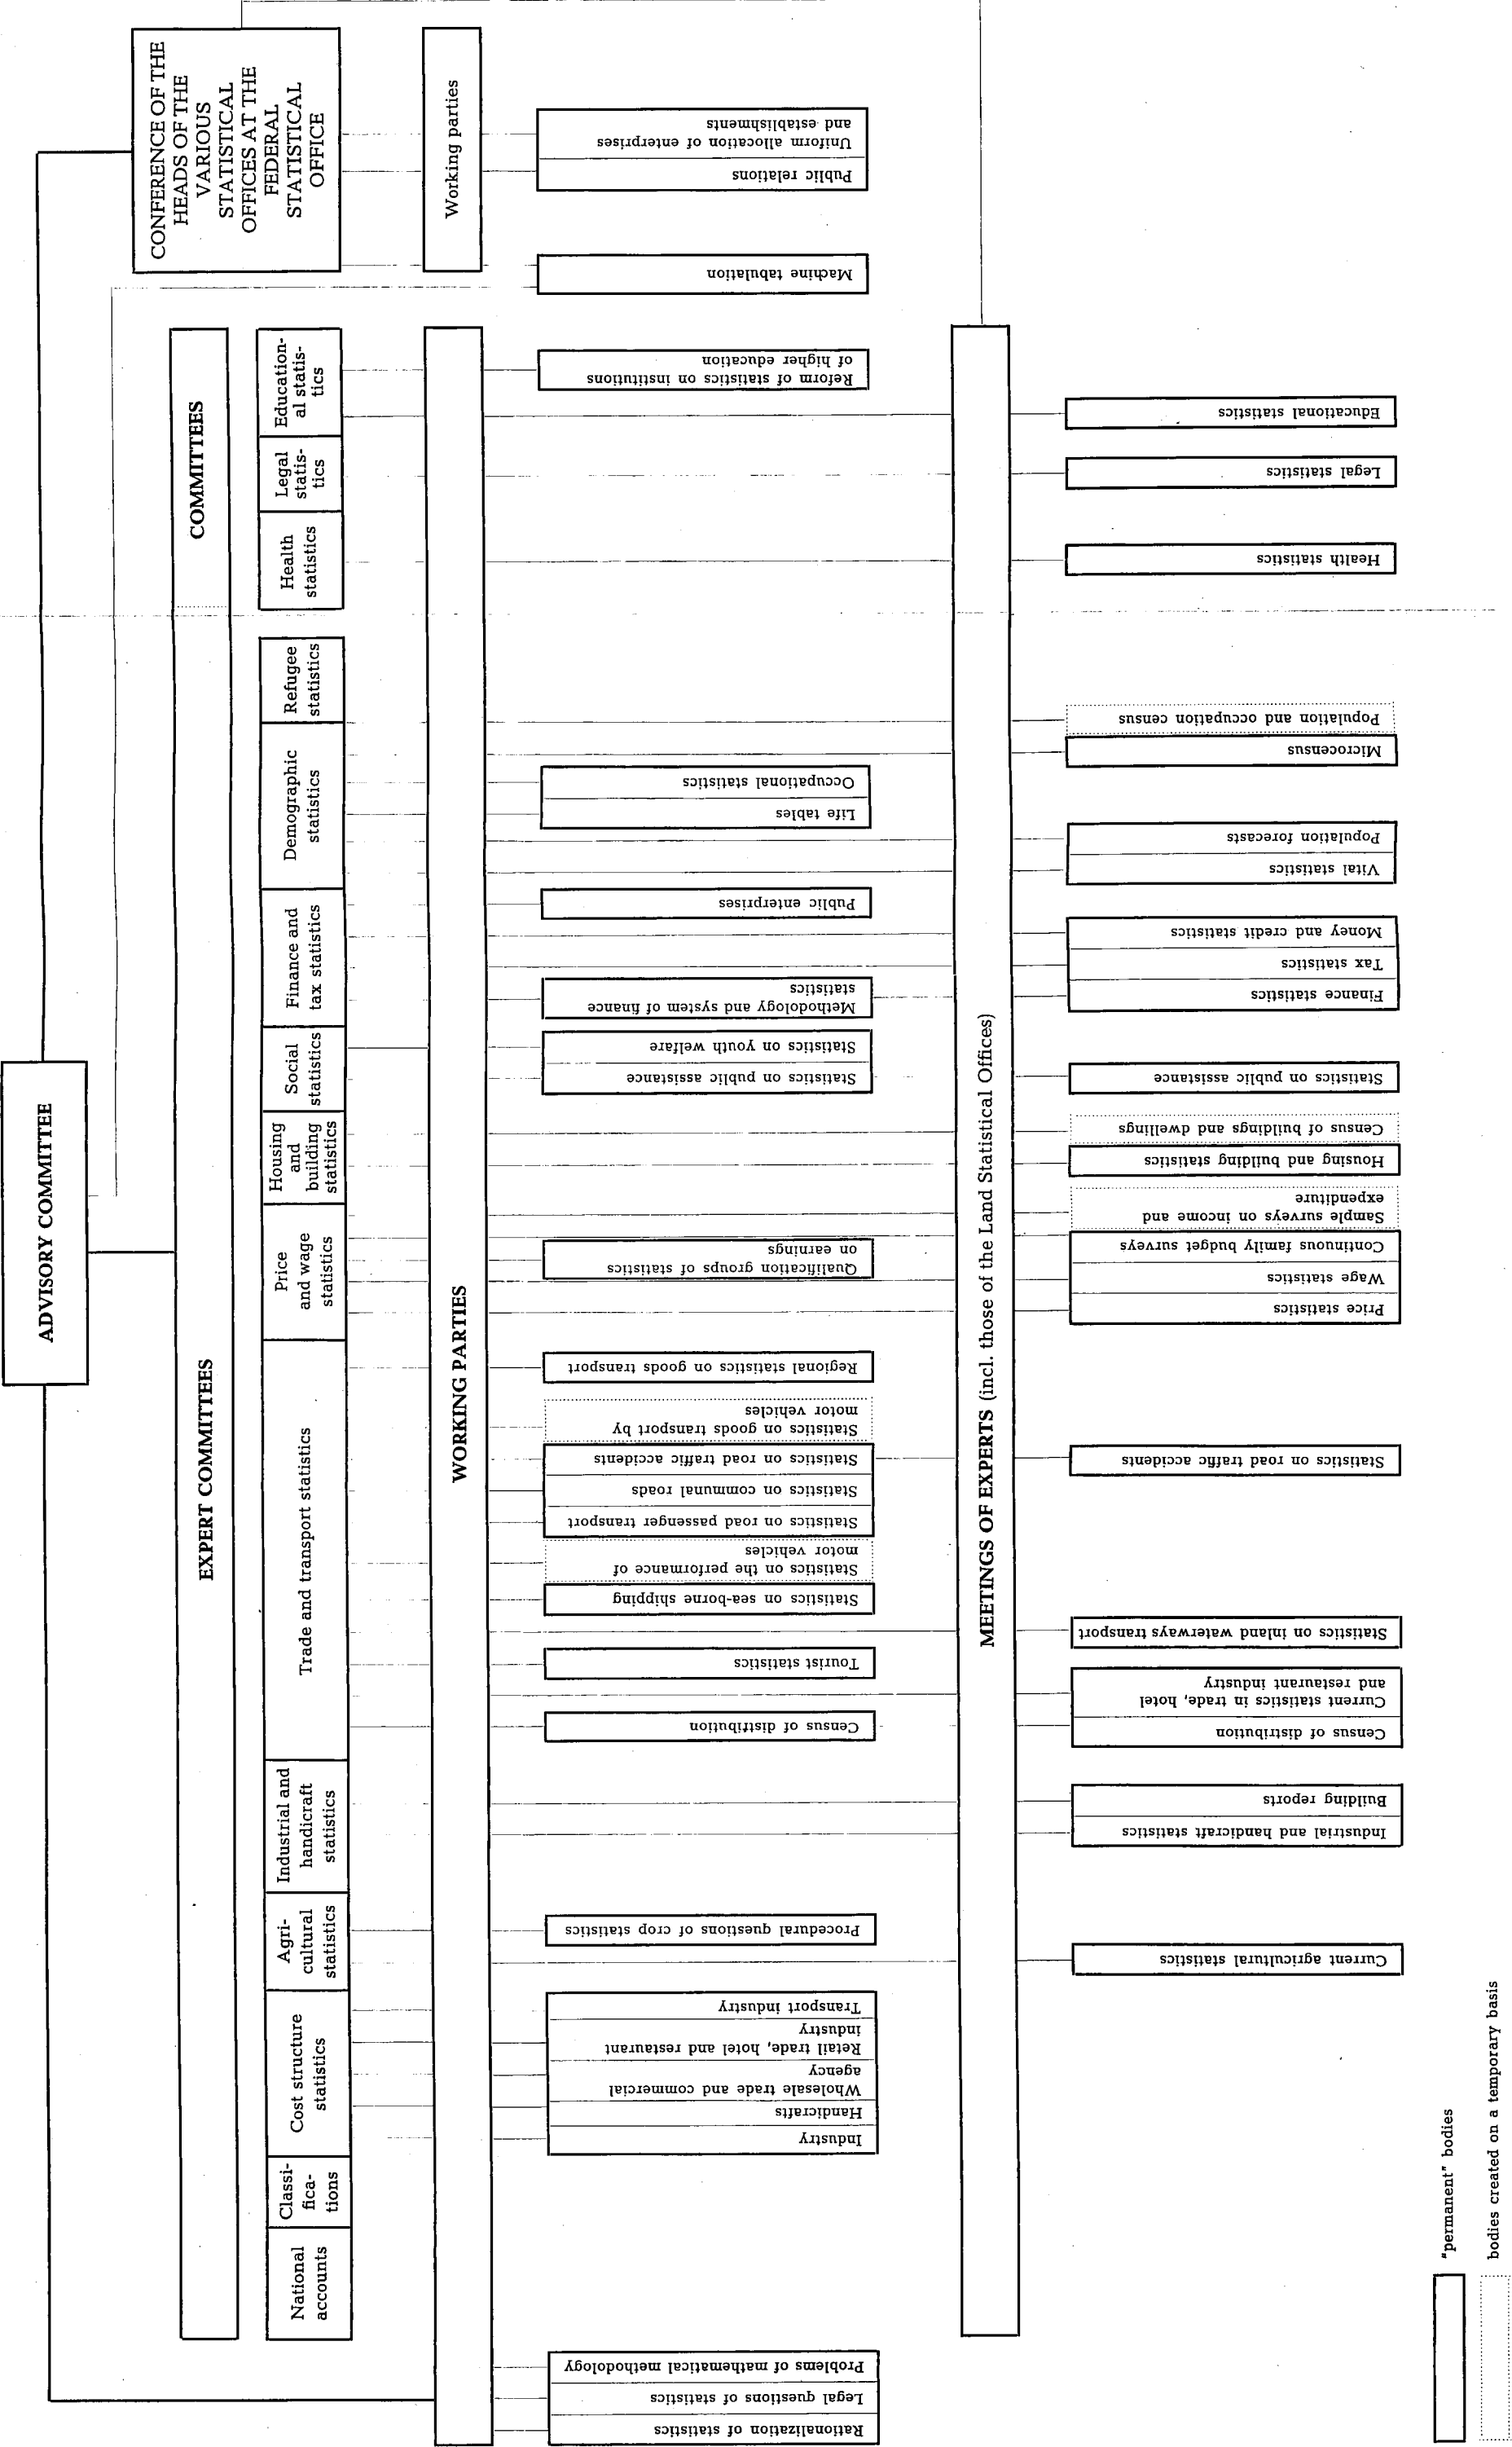 ADVISORY COMMITTEE
CONFERENCE OF THE
HEADS OF THE
VARIOUS
STATISTICAL
OFFICES AT THE
FEDERAL
STATISTICAL
OFFICE
EXPERT COMMITTEES
COMMITTEES
National
accounts
Classi-
fica-
tions
Cost structure
statistics
Agri-
cultural
statistics
Industrial and
handicraft
statistics
Trade and transport statistics
Price
and wage
statistics
Housing
and
building
statistics
Social
statistics
Finance and
tax statistics
Demographic
statistics
Refugee
statistics
Health
statistics
Legal
statis-
tics
Education-
al statis-
tics
WORKING PARTIES
Working parties
Rationalization of statistics
Legal questions of statistics
Problems of mathematical methodology
Industry
Handicrafts
Wholesale trade and commercial
agency
Retail trade, hotel and restaurant
industry
Transport industry
Procedural questions of crop statistics
Census of distribution
Tourist statistics
Statistics on sea-borne shipping
Statistics on the performance of
motor vehicles
Statistics on road passenger transport
Statistics on communal roads
Statistics on road traffic accidents
Statistics on goods transport by
motor vehicles
Regional statistics on goods transport
Qualification groups of statistics
on earnings
Statistics on public assistance
Statistics on youth welfare
Methodology and system of finance
statistics
Public enterprises
Life tables
Occupational statistics
Reform of statistics on institutions
of higher education
Machine tabulation
Public relations
Uniform allocation of enterprises
and establishments
MEETINGS OF EXPERTS (incl. those of the Land Statistical Offices)
Current agricultural statistics
Industrial and handicraft statistics
Building reports
Census of distribution
Current statistics in trade, hotel
and restaurant industry
Statistics on inland waterways transport
Statistics on road traffic accidents
Price statistics
Wage statistics
Continuous family budget surveys
Sample surveys on income and
expenditure
Housing and building statistics
Census of buildings and dwellings
Statistics on public assistance
Finance statistics
Tax statistics
Money and credit statistics
Vital statistics
Population forecasts
Microcensus
Population and occupation census
Health statistics
Legal statistics
Educational statistics
"permanent" bodies
bodies created on a temporary basis